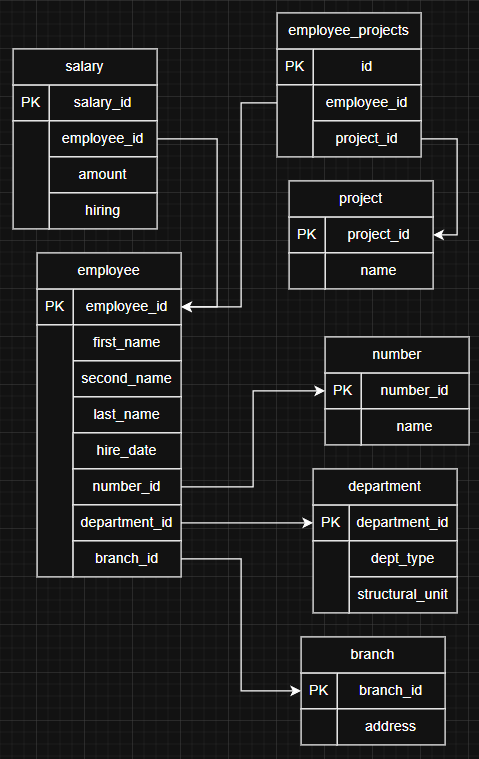 salary
PK salary_id
employee_id
amount
hiring
employee_projects
PK id
employee_id
project_id
project
PK project_id
name
employee
PK employee_id
first_name
second_name
last_name
hire_date
number_id
department_id
branch_id
number
PK number_id
name
department
PK department_id
dept_type
structural_unit
branch
PK branch_id
address